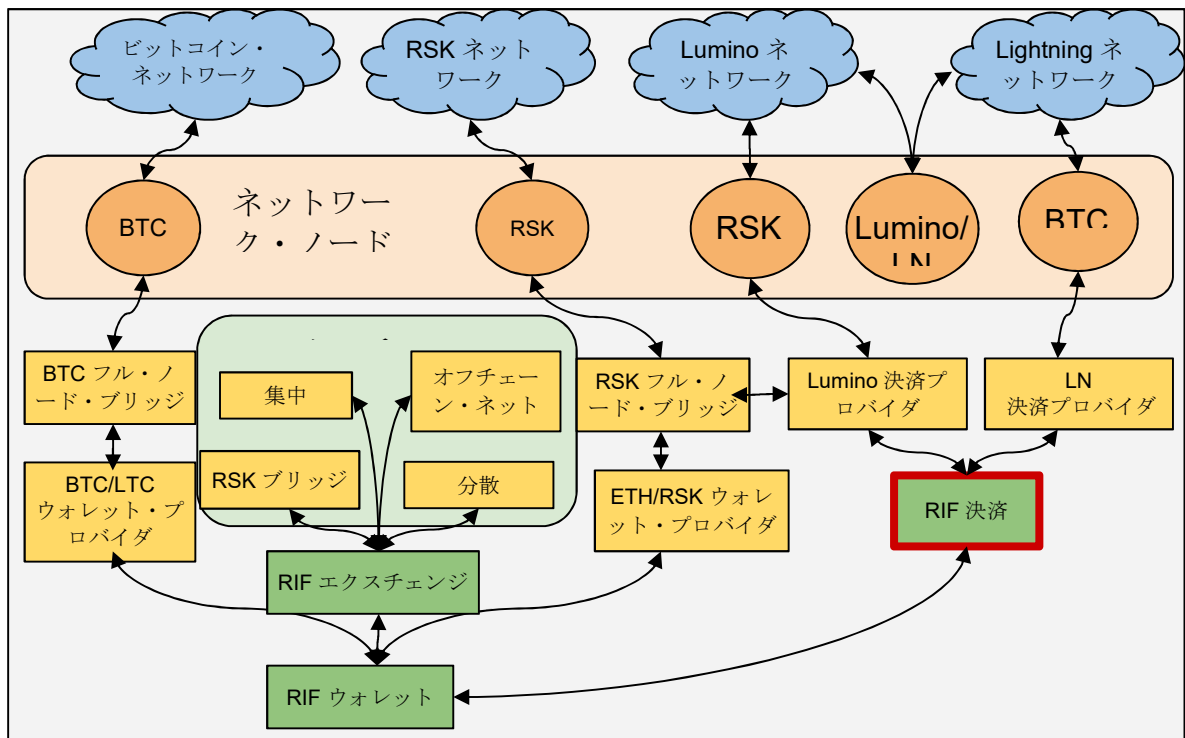 ビットコイン・
ネットワーク
RSK ネット
ワーク
Lumino ネ
ットワーク
Lightning ネ
ットワーク
BTC
ネットワー
ク・ノード
RSK
RSK
Lumino/
LN
BTC
BTC フル・ノ
ード・ブリッジ
集中
オフチェー
ン・ネット
RSK フル・ノ
ード・ブリッジ
Lumino 決済プ
ロバイダ
LN
決済プロバイダ
BTC/LTC
ウォレット・プ
ロバイダ
RSK ブリッジ
分散
ETH/RSK ウォレ
ット・プロバイダ
RIF 決済
RIF エクスチェンジ
RIF ウォレット